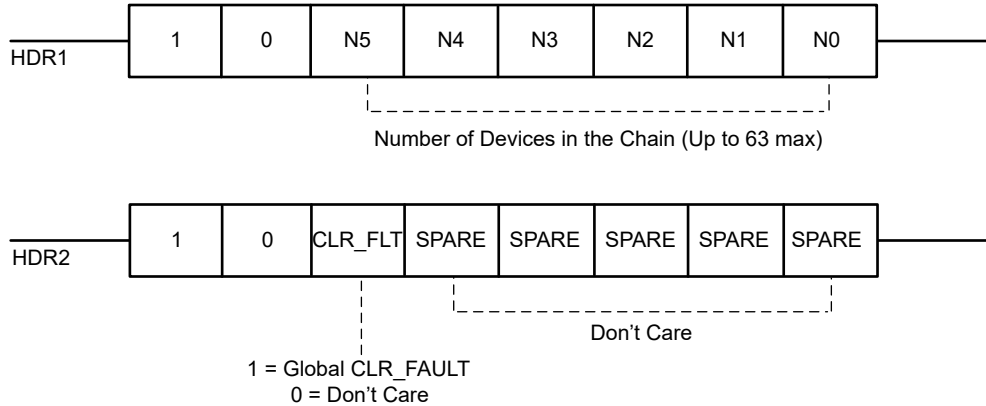 HDR1
1 0 N5 N4 N3 N2 N1 N0
Number of Devices in the Chain (Up to 63 max)
HDR2
1 0 CLR_FLT SPARE SPARE SPARE SPARE SPARE
Don’t Care
1 = Global CLR_FAULT
0 = Don’t Care